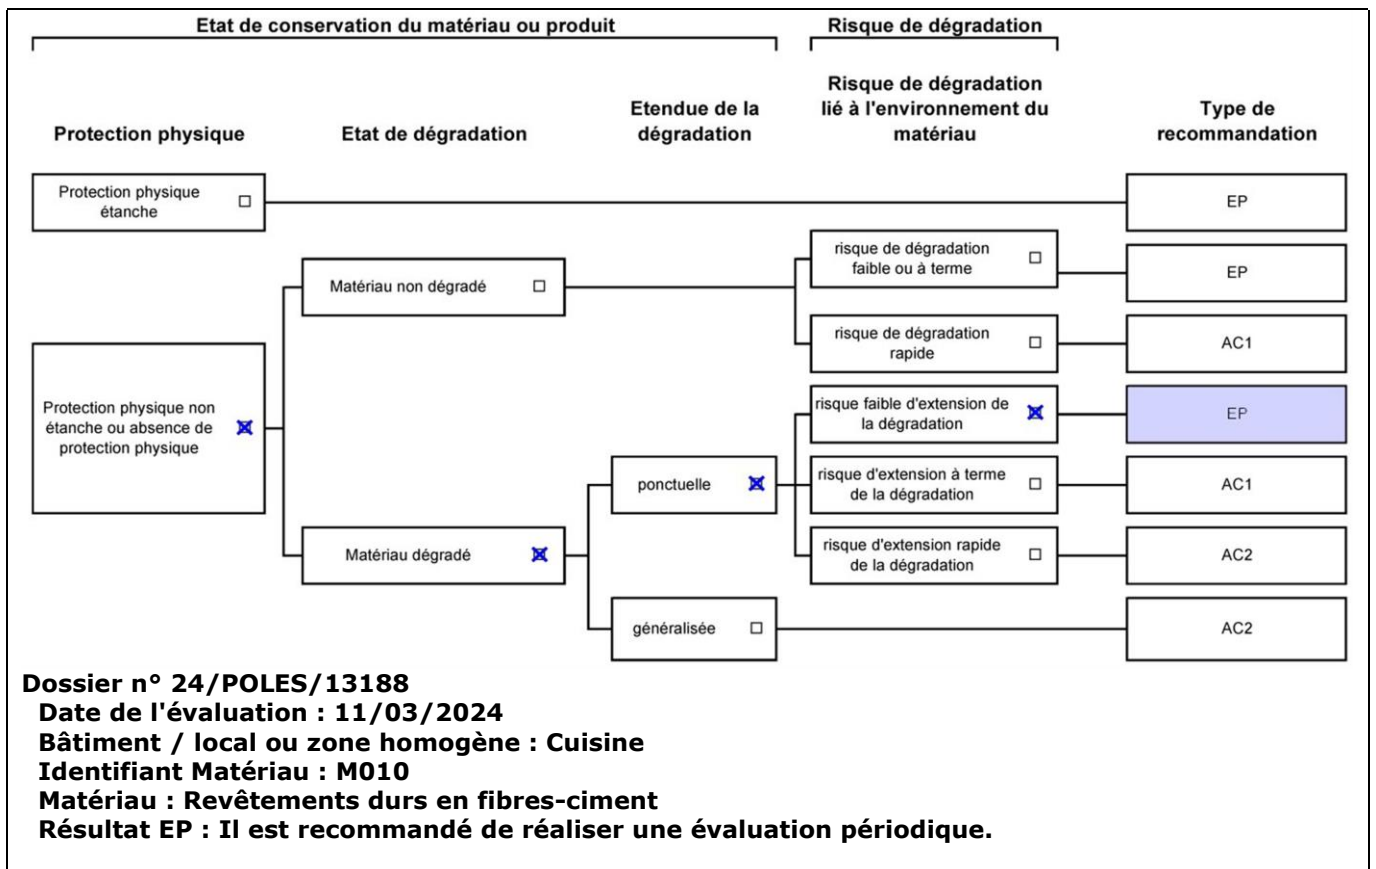 Etat de conservation du matériau ou produit
Risque de dégradation
Protection physique
Etat de dégradation
Etendue de la
dégradation
Risque de dégradation
lié à l'environnement du
matériau
Type de
recommandation
Protection physique
étanche
EP
risque de dégradation
faible ou à terme
EP
Matériau non dégradé
risque de dégradation
rapide
AC1
Protection physique non
étanche ou absence de
protection physique
risque faible d'extension de
la dégradation
EP
ponctuelle
risque d'extension à terme
de la dégradation
AC1
Matériau dégradé
risque d'extension rapide
de la dégradation
AC2
généralisée
AC2
Dossier n° 24/POLES/13188
Date de l'évaluation : 11/03/2024
Bâtiment / local ou zone homogène : Cuisine
Identifiant Matériau : M010
Matériau : Revêtements durs en fibres-ciment
Résultat EP : Il est recommandé de réaliser une évaluation périodique.